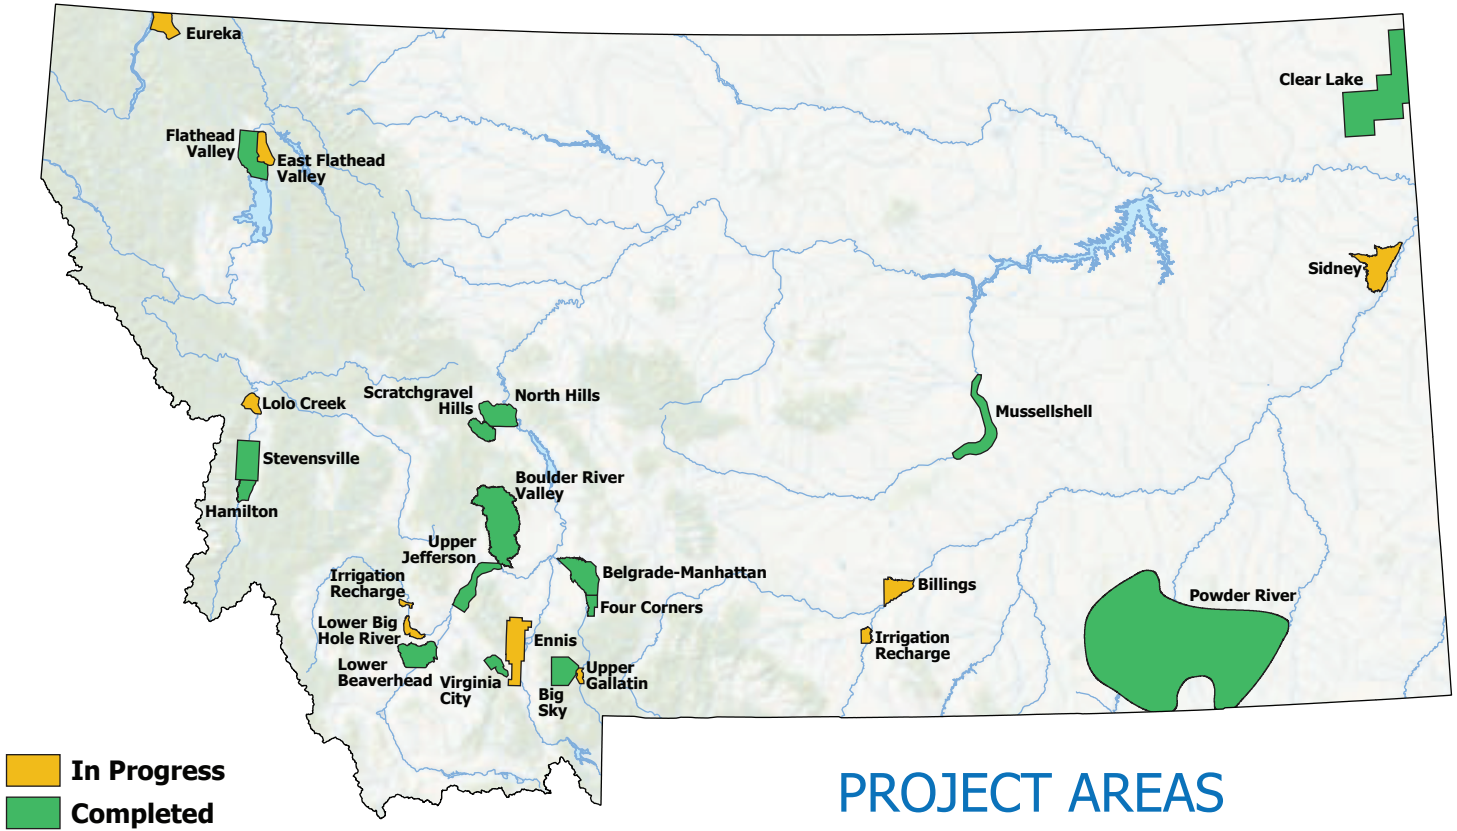 Eureka
Clear Lake
Flathead
Valley
East Flathead
Valley
Sidney
Scratchgravel
Hills
North Hills
Lolo Creek
Mussellshell
Stevensville
Hamilton
Boulder River
Valley
Upper
Jefferson
Irrigation
Recharge
Belgrade-Manhattan
Four Corners
Billings
Powder River
Lower Big
Hole River
Ennis
Irrigation
Recharge
Lower
Beaverhead
Virginia
City
Big
Sky
Upper
Gallatin
In Progress
Completed
PROJECT AREAS